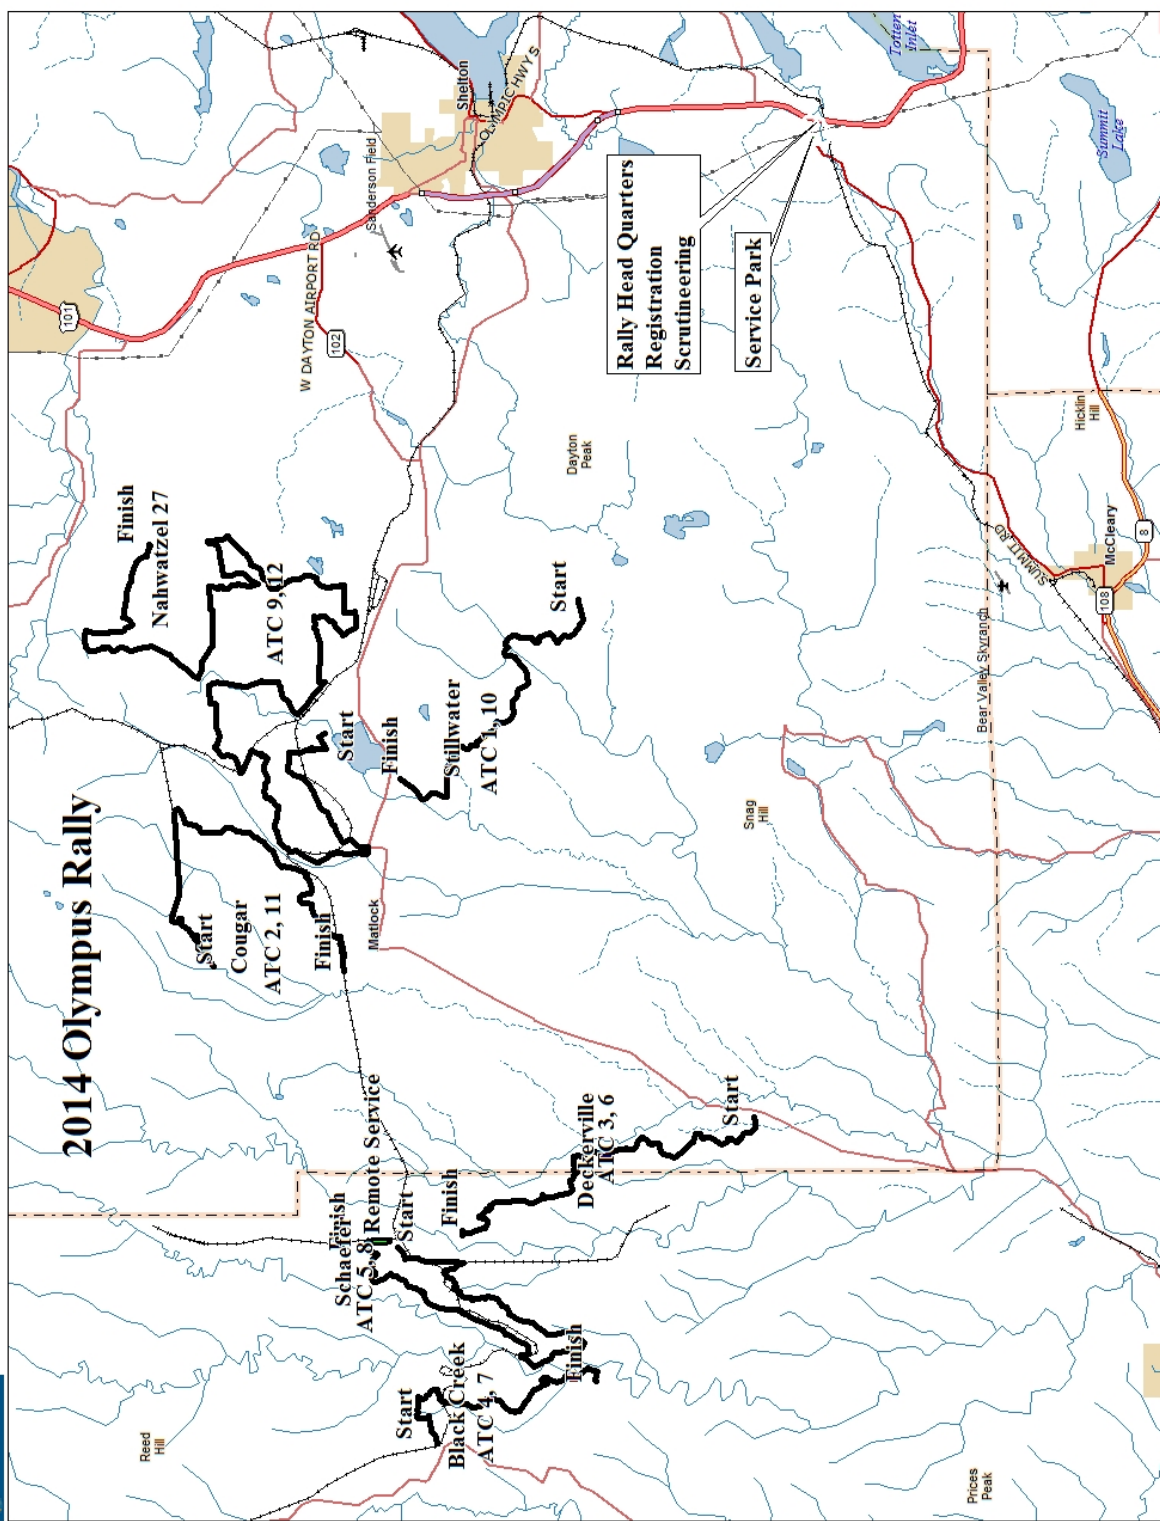 2014 Olympus Rally
Reed
Hill
Start
Black Creek
ATC 4, 7
Finish
Prices
Peak
Finish
Schaefer
ATC 5, 8
Remote Service
Start
Finish
Deckerville
ATC 3, 6
Start
Start
Cougar
ATC 2, 11
Finish
Matlock
Finish
Nahwatzel 27
ATC 9, 12
Start
Finish
Stillwater
ATC 1, 10
Start
Snag
Hill
Dayton
Peak
101
W DAYTON AIRPORT RD
102
Sanderson Field
Shelton
OLYMPIC HWY S
Rally Head Quarters
Registration
Scrutineering
Service Park
Totten
Inlet
Summit
Lake
Hicklin
Hill
Bear Valley Skyranch
SUMMIT RD
McCleary
108
8